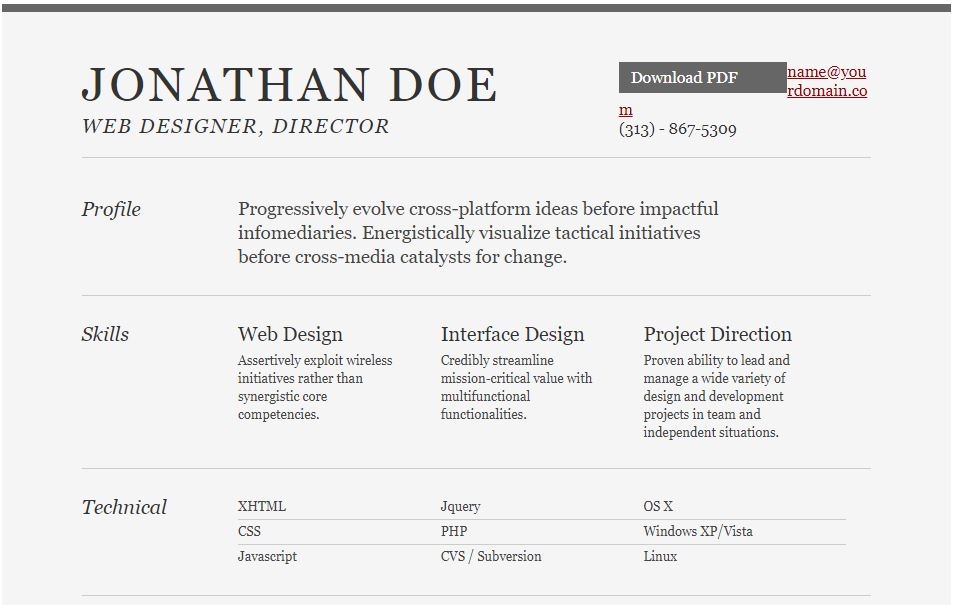 JONATHAN DOE
WEB DESIGNER, DIRECTOR
Download PDF
name@you
rdomain.co
m
(313) - 867-5309
Profile
Progressively evolve cross-platform ideas before impactful
infomediaries. Energistically visualize tactical initiatives
before cross-media catalysts for change.
Skills
Web Design
Assertively exploit wireless
initiatives rather than
synergistic core
competencies.
Interface Design
Credibly streamline
mission-critical value with
multifunctional
functionalities.
Project Direction
Proven ability to lead and
manage a wide variety of
design and development
projects in team and
independent situations.
Technical
XHTML
CSS
Javascript
Jquery
PHP
CVS / Subversion
OS X
Windows XP/Vista
Linux